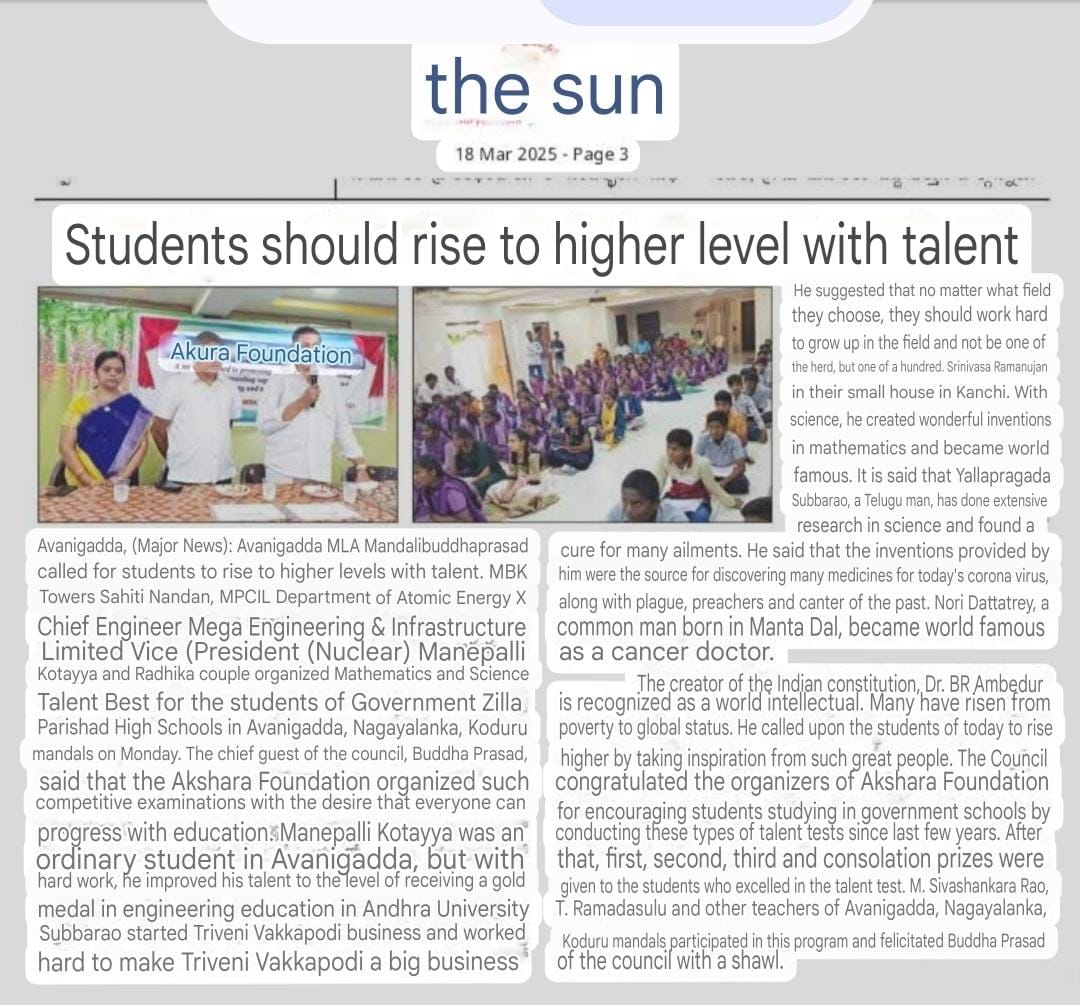 the sun
18 Mar 2025 - Page 3
Students should rise to higher level with talent
Akura Foundation
Avanigadda, (Major News): Avanigadda MLA Mandalibuddhaprasad
called for students to rise to higher levels with talent. MBK
Towers Sahiti Nandan, MPCIL Department of Atomic Energy X
Chief Engineer Mega Engineering & Infrastructure
Limited Vice (President (Nuclear) Manepalli
Kotayya and Radhika couple organized Mathematics and Science
Talent Best for the students of Government Zilla
Parishad High Schools in Avanigadda, Nagayalanka, Koduru
mandals on Monday. The chief guest of the council, Buddha Prasad,
said that the Akshara Foundation organized such
competitive examinations with the desire that everyone can
progress with education. Manepalli Kotayya was an
ordinary student in Avanigadda, but with
hard work, he improved his talent to the level of receiving a gold
medal in engineering education in Andhra University
Subbarao started Triveni Vakkapodi business and worked
hard to make Triveni Vakkapodi a big business
He suggested that no matter what field
they choose, they should work hard
to grow up in the field and not be one of
the herd, but one of a hundred. Srinivasa Ramanujan
in their small house in Kanchi. With
science, he created wonderful inventions
in mathematics and became world
famous. It is said that Yallapragada
Subbarao, a Telugu man, has done extensive
research in science and found a
cure for many ailments. He said that the inventions provided by
him were the source for discovering many medicines for today's corona virus,
along with plague, preachers and canter of the past. Nori Dattatrey, a
common man born in Manta Dal, became world famous
as a cancer doctor.
The creator of the Indian constitution, Dr. BR Ambedur
is recognized as a world intellectual. Many have risen from
poverty to global status. He called upon the students of today to rise
higher by taking inspiration from such great people. The Council
congratulated the organizers of Akshara Foundation
for encouraging students studying in government schools by
conducting these types of talent tests since last few years. After
that, first, second, third and consolation prizes were
given to the students who excelled in the talent test. M. Sivashankara Rao,
T. Ramadasulu and other teachers of Avanigadda, Nagayalanka,
Koduru mandals participated in this program and felicitated Buddha Prasad
of the council with a shawl.